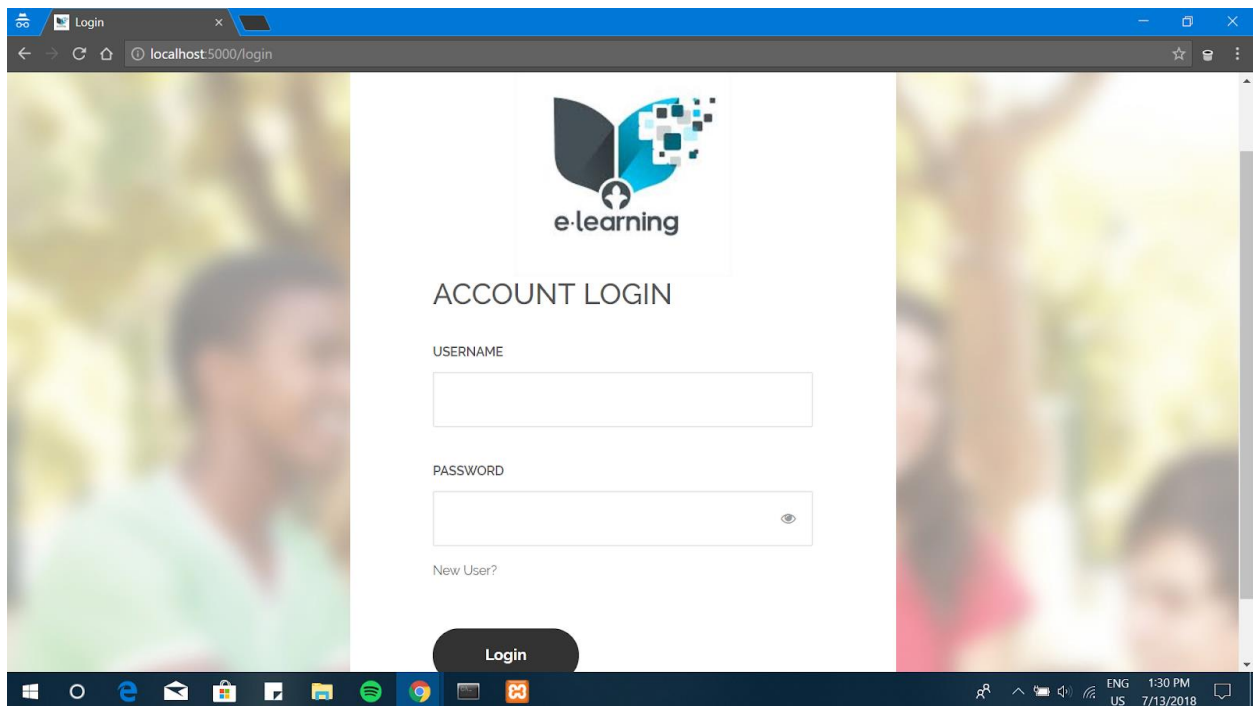 Login
localhost:5000/login
e-learning
ACCOUNT LOGIN
USERNAME
PASSWORD
New User?
Login
ENG 1:30 PM
US 7/13/2018